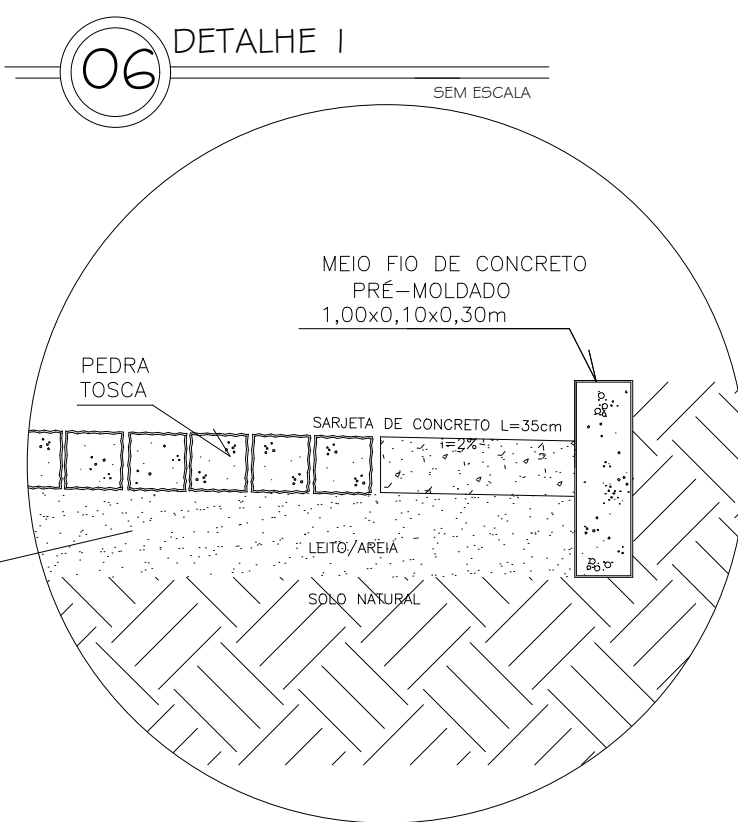 06
DETALHE 1
SEM ESCALA
MEIO FIO DE CONCRETO
PRÉ-MOLDADO
1,00x0,10x0,30m
PEDRA
TOSCA
SARJETA DE CONCRETO L=35cm
i=2%
LEITO/AREIA
SOLO NATURAL